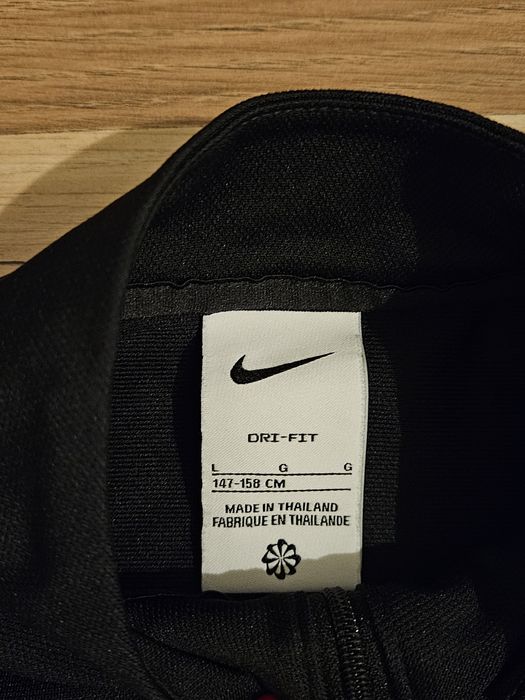 DRI-FIT
L G G
147-158 CM
MADE IN THAILAND
FABRIQUE EN THAILANDE